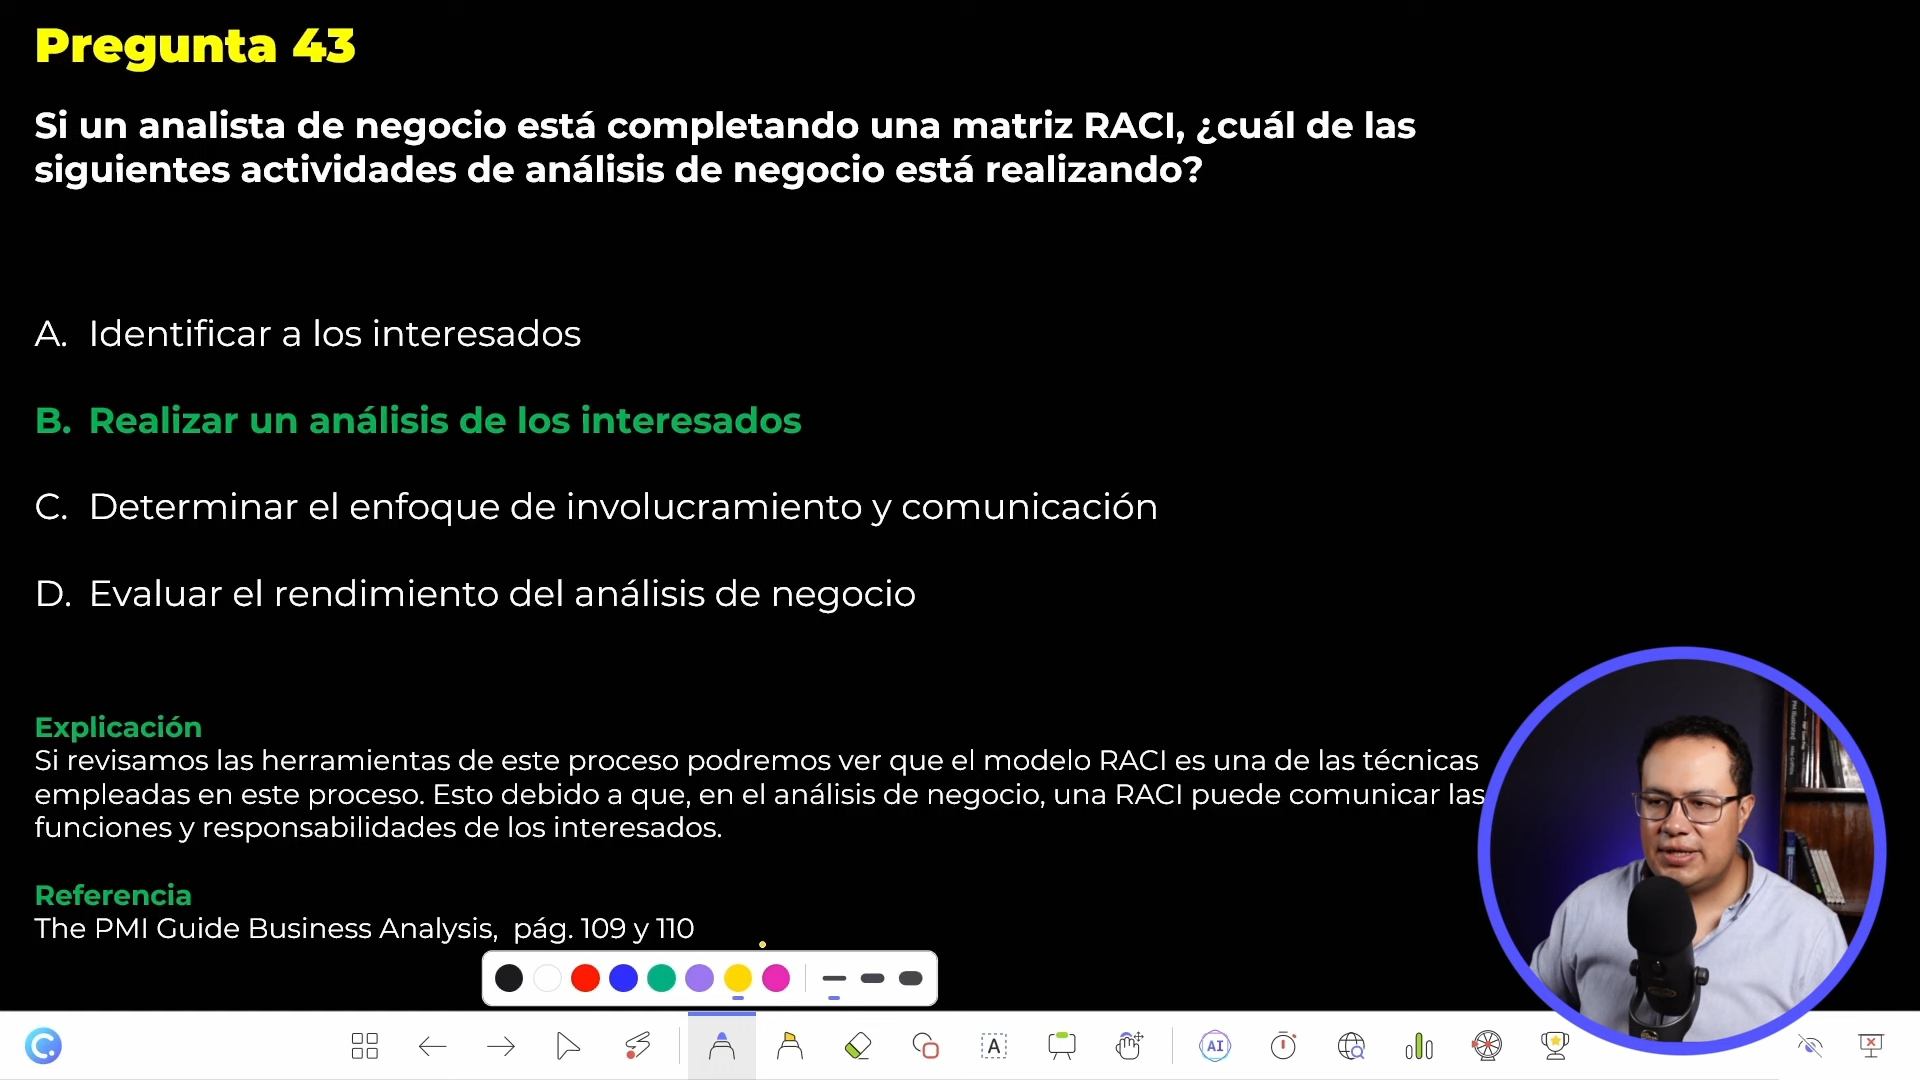 Pregunta 43
Si un analista de negocio está completando una matriz RACI, ¿cuál de las
siguientes actividades de análisis de negocio está realizando?
A. Identificar a los interesados
B. Realizar un análisis de los interesados
C. Determinar el enfoque de involucramiento y comunicación
D. Evaluar el rendimiento del análisis de negocio
Explicación
Si revisamos las herramientas de este proceso podremos ver que el modelo RACI es una de las técnicas
empleadas en este proceso. Esto debido a que, en el análisis de negocio, una RACI puede comunicar las
funciones y responsabilidades de los interesados.
Referencia
The PMI Guide Business Analysis, pág. 109 y 110
A
AI